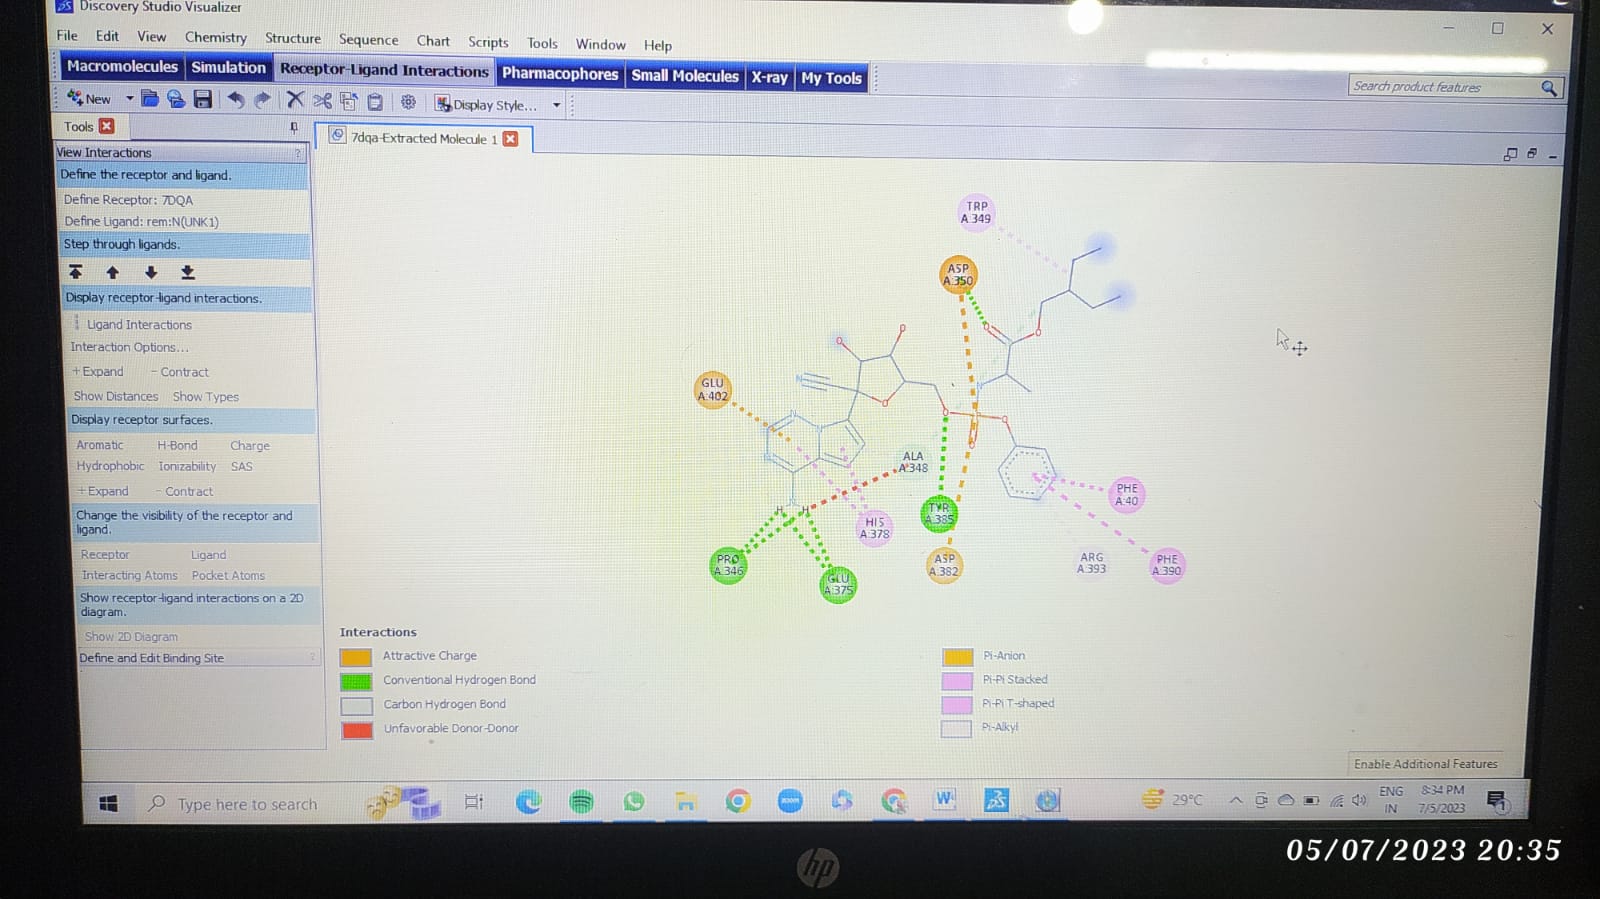 Discovery Studio Visualizer
File Edit View Chemistry Structure Sequence Chart Scripts Tools Window Help
Macromolecules Simulation Receptor-Ligand Interactions Pharmacophores Small Molecules X-ray My Tools
Search product features
New Display Style...
Tools
7dqa-Extracted Molecule 1
View Interactions ?
Define the receptor and ligand.
Define Receptor: 7DQA
Define Ligand: rem:N(UNK1)
Step through ligands.
Display receptor-ligand interactions.
Ligand Interactions
Interaction Options...
+ Expand - Contract
Show Distances Show Types
Display receptor surfaces.
Aromatic H-Bond Charge
Hydrophobic Ionizability SAS
+ Expand - Contract
Change the visibility of the receptor and
ligand.
Receptor Ligand
Interacting Atoms Pocket Atoms
Show receptor-ligand interactions on a 2D
diagram.
Show 2D Diagram
Define and Edit Binding Site ?
TRP
A:349
ASP
A:350
GLU
A:402
ALA
A:348
PHE
A:40
TYR
A:385
HIS
A:378
PRO
A:346
GLU
A:375
ASP
A:382
ARG
A:393
PHE
A:390
O
O
O
O
O
O
O
N
N
N
N
N
N
H H
Interactions
Attractive Charge
Conventional Hydrogen Bond
Carbon Hydrogen Bond
Unfavorable Donor-Donor
Pi-Anion
Pi-Pi Stacked
Pi-Pi T-shaped
Pi-Alkyl
Enable Additional Features
Type here to search
zoom
W
29°C
ENG
IN
8:34 PM
7/5/2023
1
05/07/2023 20:35
hp